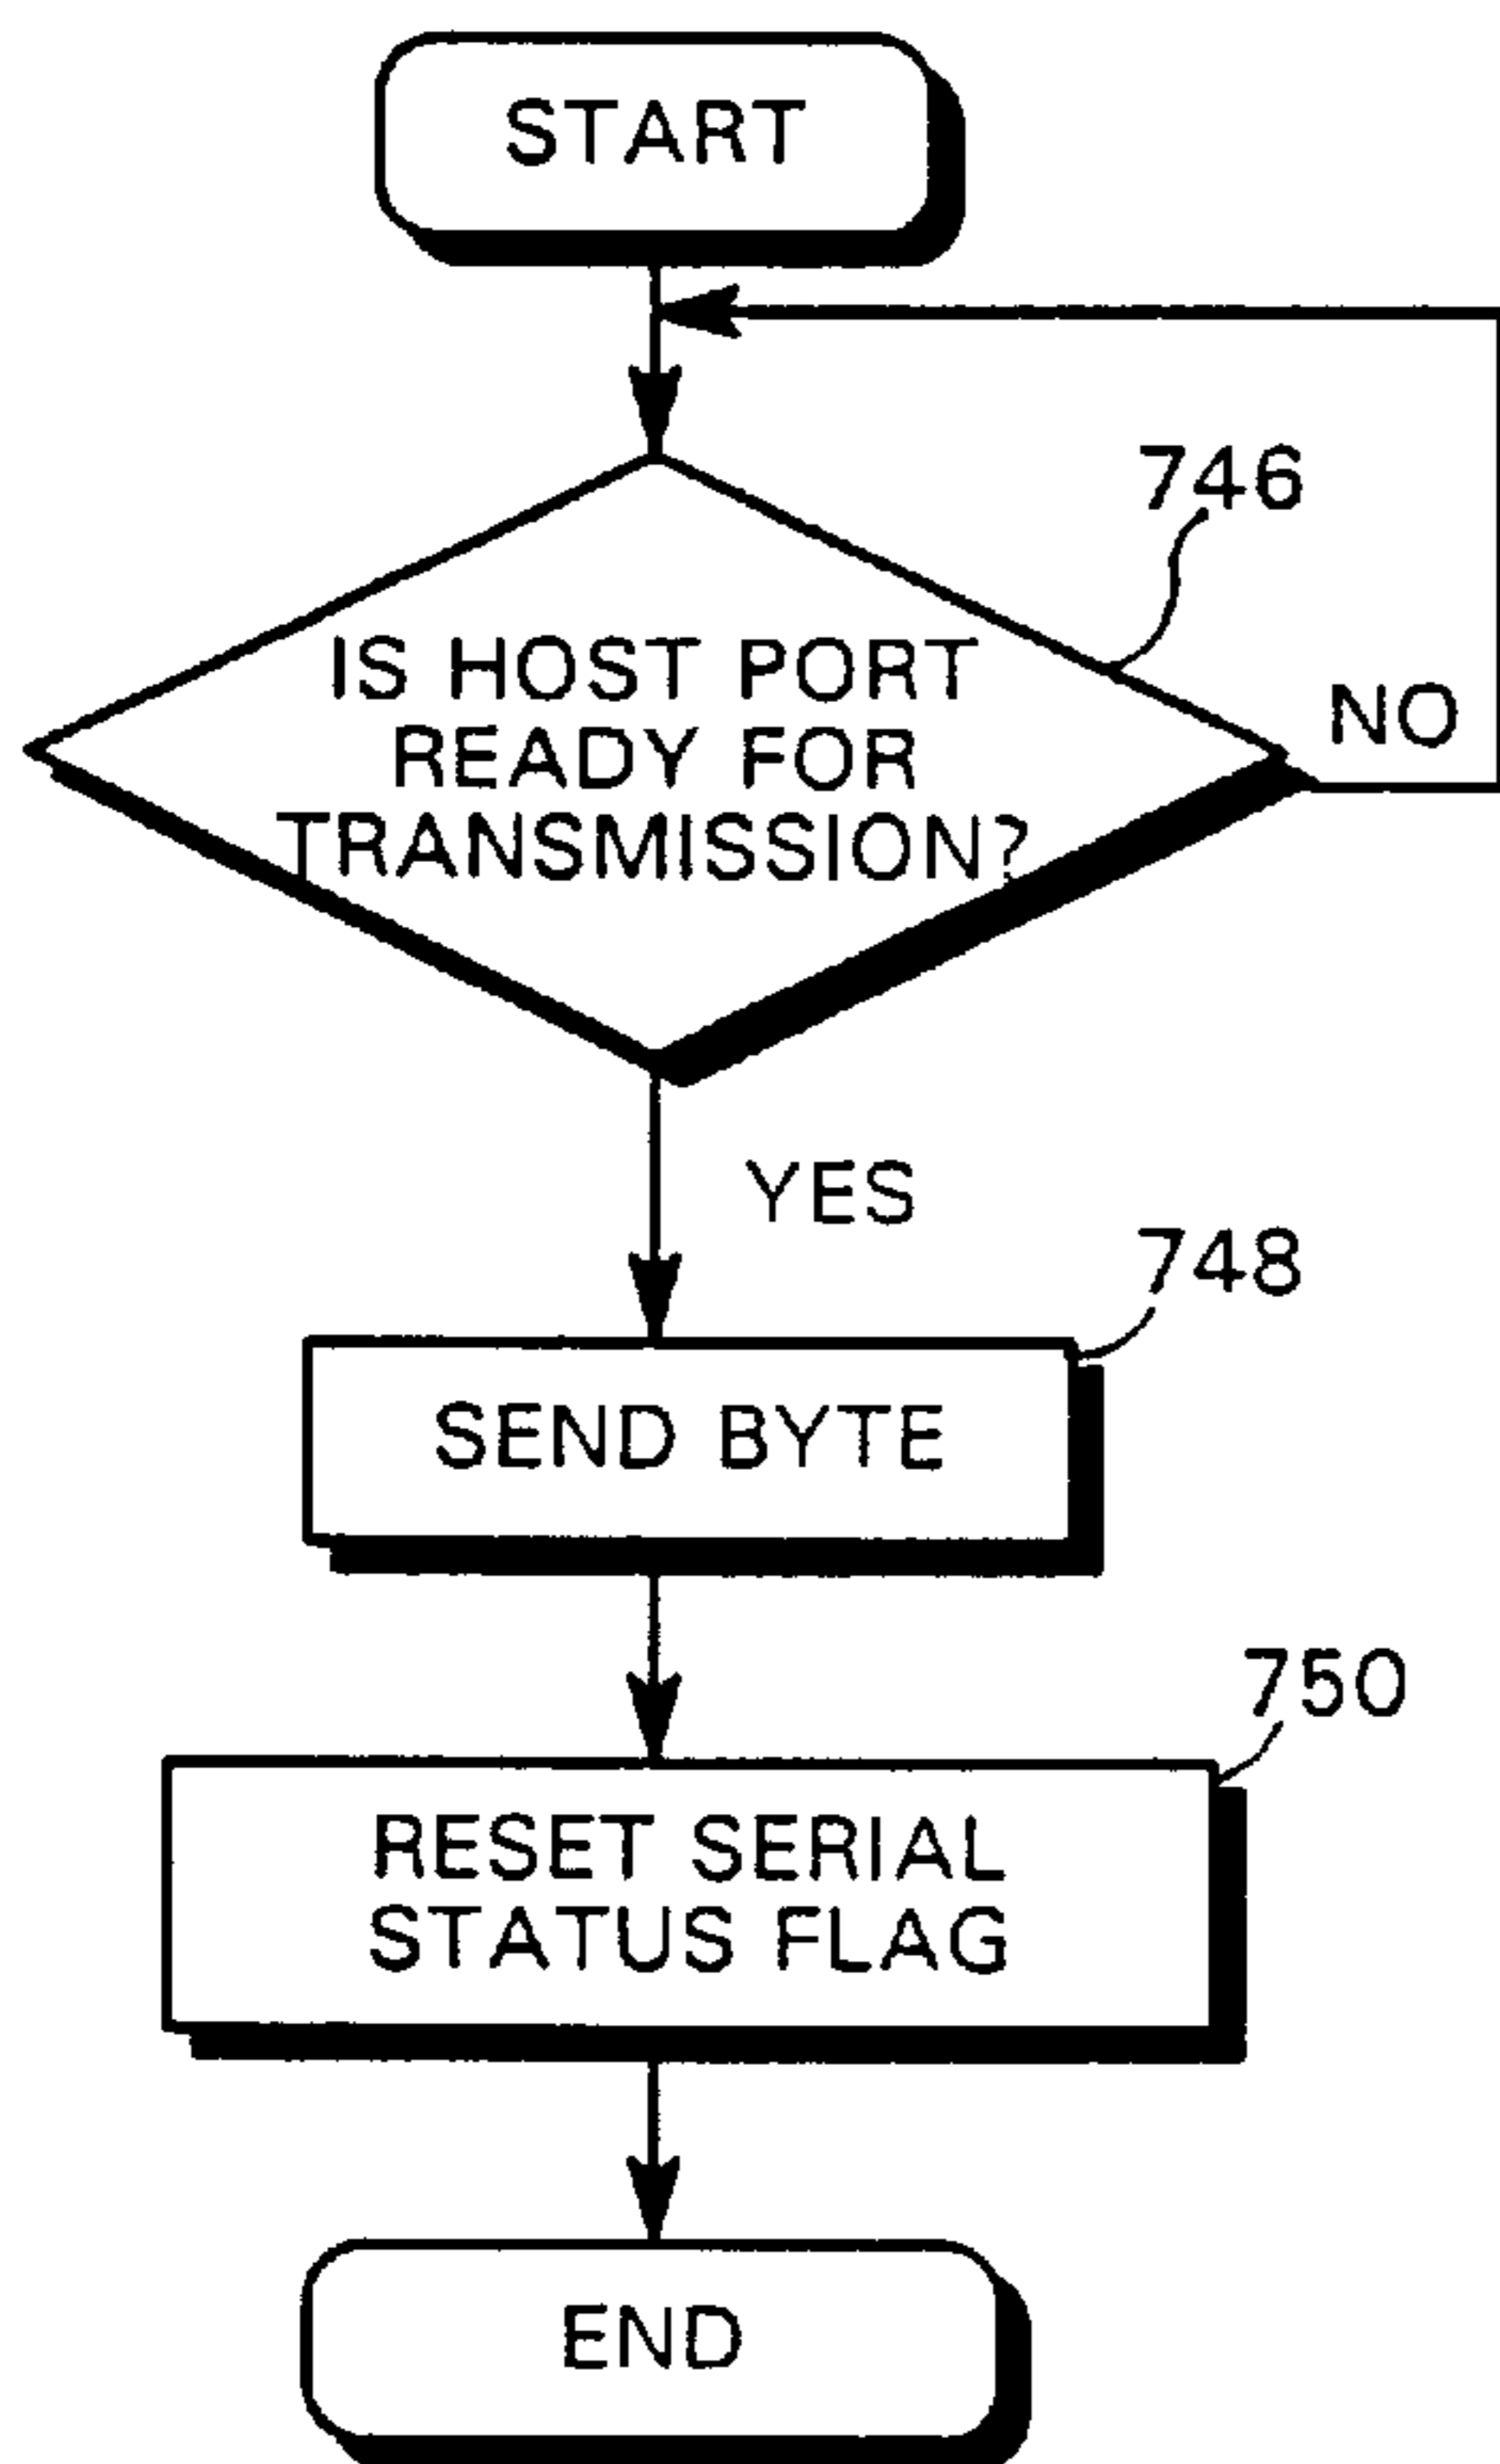 START
746
IS HOST PORT
READY FOR
TRANSMISSION?
NO
YES
748
SEND BYTE
750
RESET SERIAL
STATUS FLAG
END